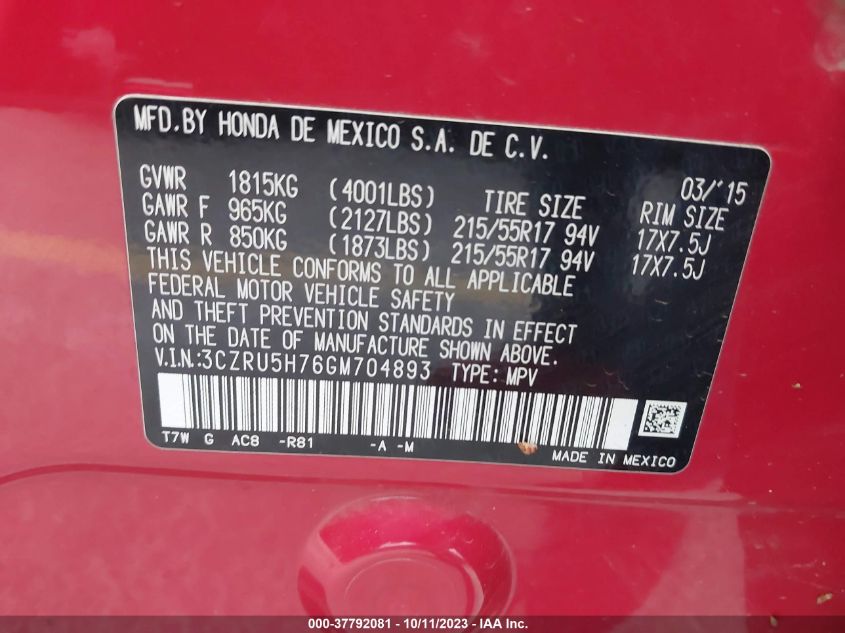 MFD.BY HONDA DE MEXICO S.A. DE C.V.
03/'15
GVWR 1815KG (4001LBS) TIRE SIZE RIM SIZE
GAWR F 965KG (2127LBS) 215/55R17 94V 17X7.5J
GAWR R 850KG (1873LBS) 215/55R17 94V 17X7.5J
THIS VEHICLE CONFORMS TO ALL APPLICABLE
FEDERAL MOTOR VEHICLE SAFETY
AND THEFT PREVENTION STANDARDS IN EFFECT
ON THE DATE OF MANUFACTURE SHOWN ABOVE.
V.I.N.:3CZRU5H76GM704893 TYPE: MPV
T7W G AC8 -R81 -A -M
MADE IN MEXICO
000-37792081 - 10/11/2023 - IAA Inc.